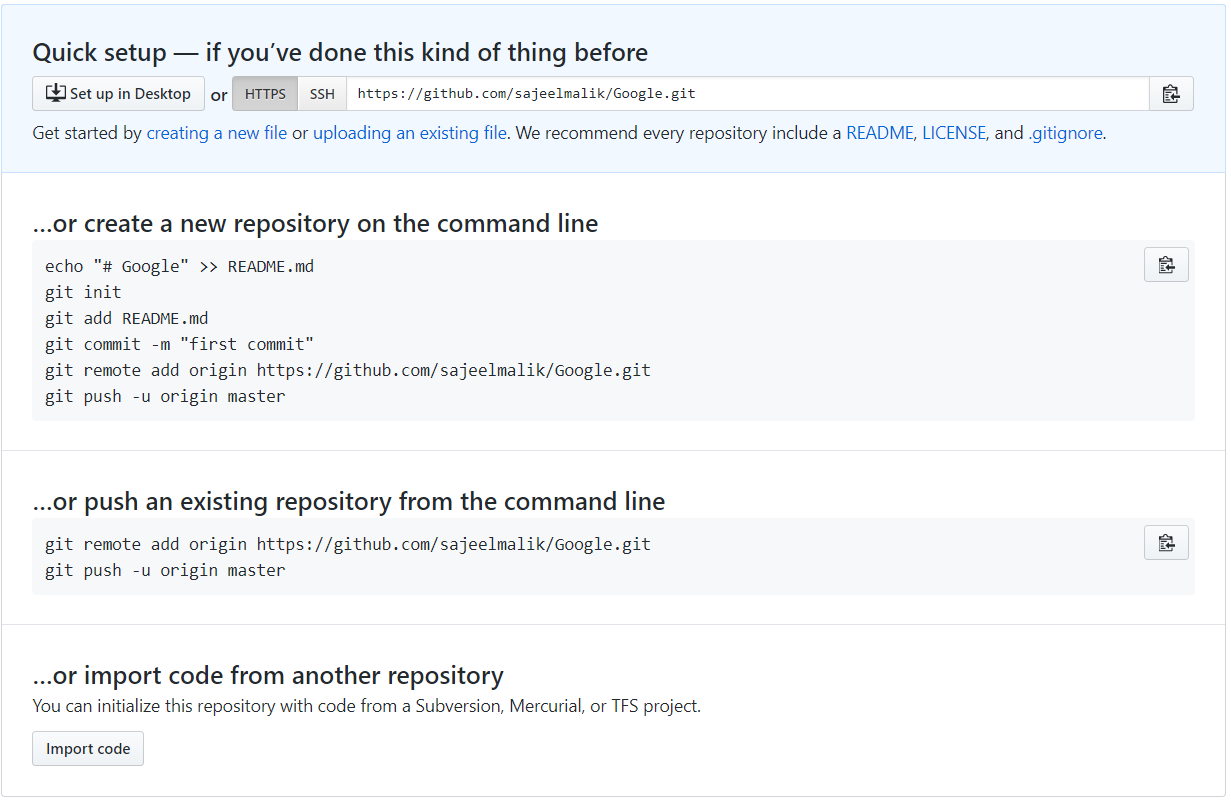 Quick setup — if you’ve done this kind of thing before
Set up in Desktop or HTTPS SSH https://github.com/sajeelmalik/Google.git
Get started by creating a new file or uploading an existing file. We recommend every repository include a README, LICENSE, and .gitignore.
…or create a new repository on the command line
echo "# Google" >> README.md
git init
git add README.md
git commit -m "first commit"
git remote add origin https://github.com/sajeelmalik/Google.git
git push -u origin master
…or push an existing repository from the command line
git remote add origin https://github.com/sajeelmalik/Google.git
git push -u origin master
…or import code from another repository
You can initialize this repository with code from a Subversion, Mercurial, or TFS project.
Import code